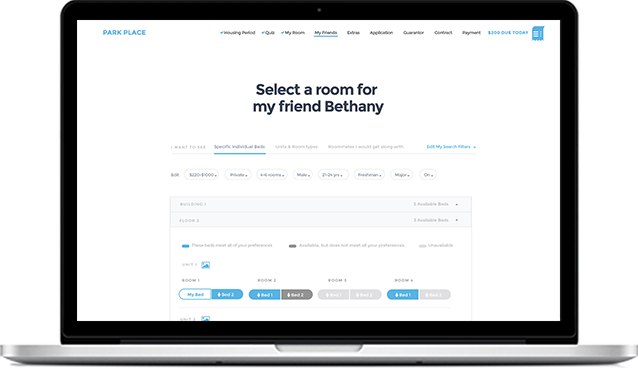 PARK PLACE
✓Housing Period ✓Quiz ✓My Room My Friends Extras Application Guarantor Contract Payment $200 DUE TODAY
Select a room for
my friend Bethany
I WANT TO SEE Specific Individual Beds Units & Room types Roommates I would get along with Edit My Search Filters
Edit $220-$1000 Private 4-6 rooms Male 21-24 yrs Freshman Major On
BUILDING 1 5 Available Beds
FLOOR 2 5 Available Beds
These beds meet all of your preferences Available, but does not meet all your preferences Unavailable
UNIT 1
ROOM 1 ROOM 2 ROOM 3 ROOM 4
My Bed Bed 2 Bed 1 Bed 2 Bed 1 Bed 2 Bed 1 Bed 2
UNIT 2